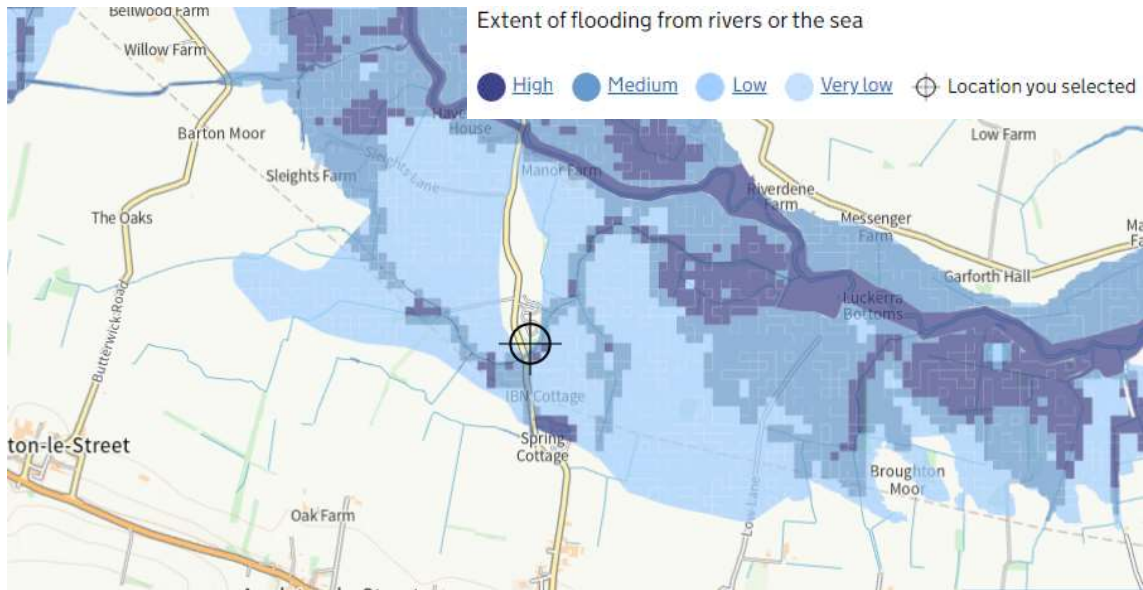 Extent of flooding from rivers or the sea
High
Medium
Low
Very low
Location you selected
Bellwood Farm
Willow Farm
Barton Moor
House
Low Farm
Sleights Lane
Manor Farm
Sleights Farm
Riverdene
Farm
The Oaks
Messenger
Farm
Garforth Hall
Luckerra
Bottoms
Butterwick Road
IBN Cottage
ton-le-Street
Spring
Cottage
Broughton
Moor
Low Lane
Oak Farm